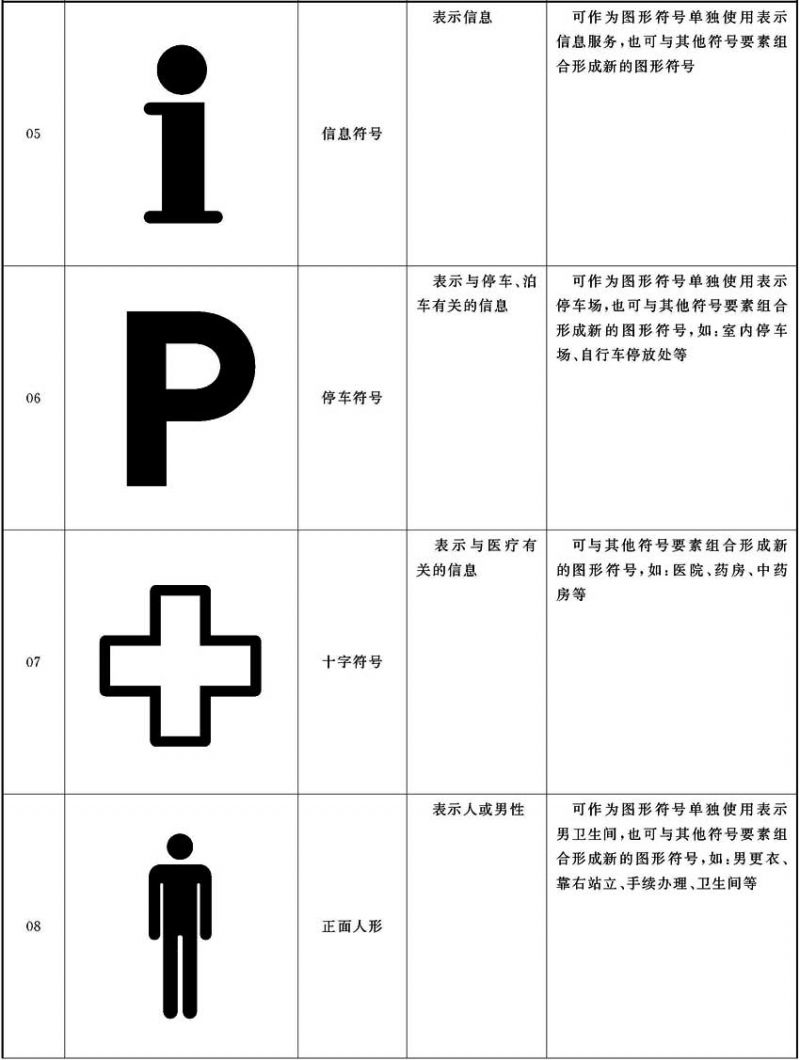 05
i
信息符号
表示信息
可作为图形符号单独使用表示
信息服务,也可与其他符号要素组
合形成新的图形符号
06
P
停车符号
表示与停车、泊
车有关的信息
可作为图形符号单独使用表示
停车场,也可与其他符号要素组合
形成新的图形符号,如:室内停车
场、自行车停放处等
07
十字符号
表示与医疗有
关的信息
可与其他符号要素组合形成新
的图形符号,如:医院、药房、中药
房等
08
正面人形
表示人或男性
可作为图形符号单独使用表示
男卫生间,也可与其他符号要素组
合形成新的图形符号,如:男更衣、
靠右站立、手续办理、卫生间等